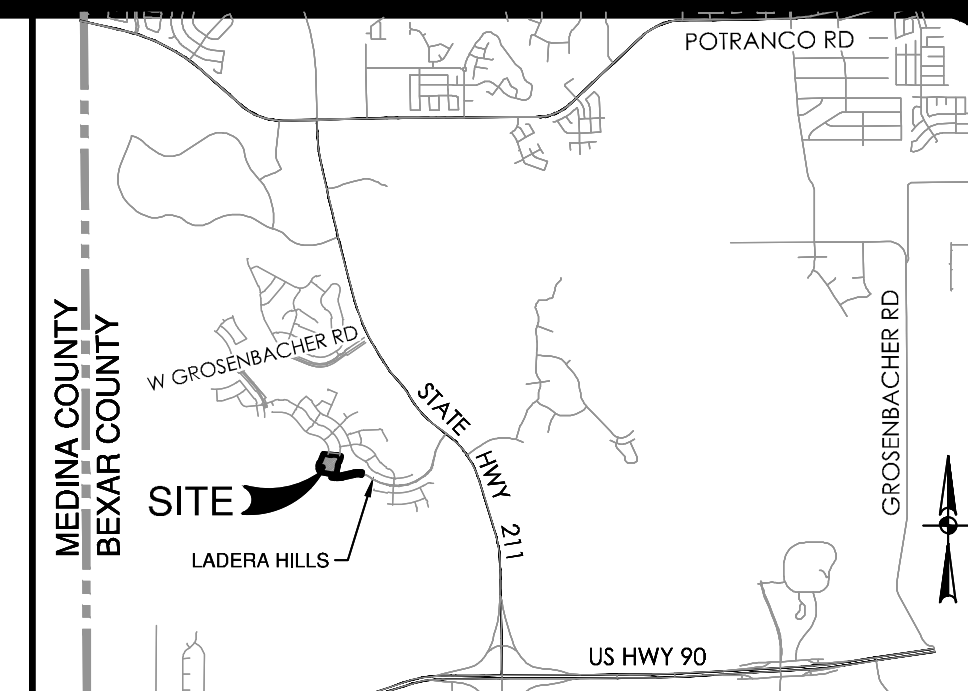 POTRANCO RD
MEDINA COUNTY
BEXAR COUNTY
W GROSENBACHER RD
GROSENBACHER RD
STATE
HWY
211
SITE
LADERA HILLS
US HWY 90